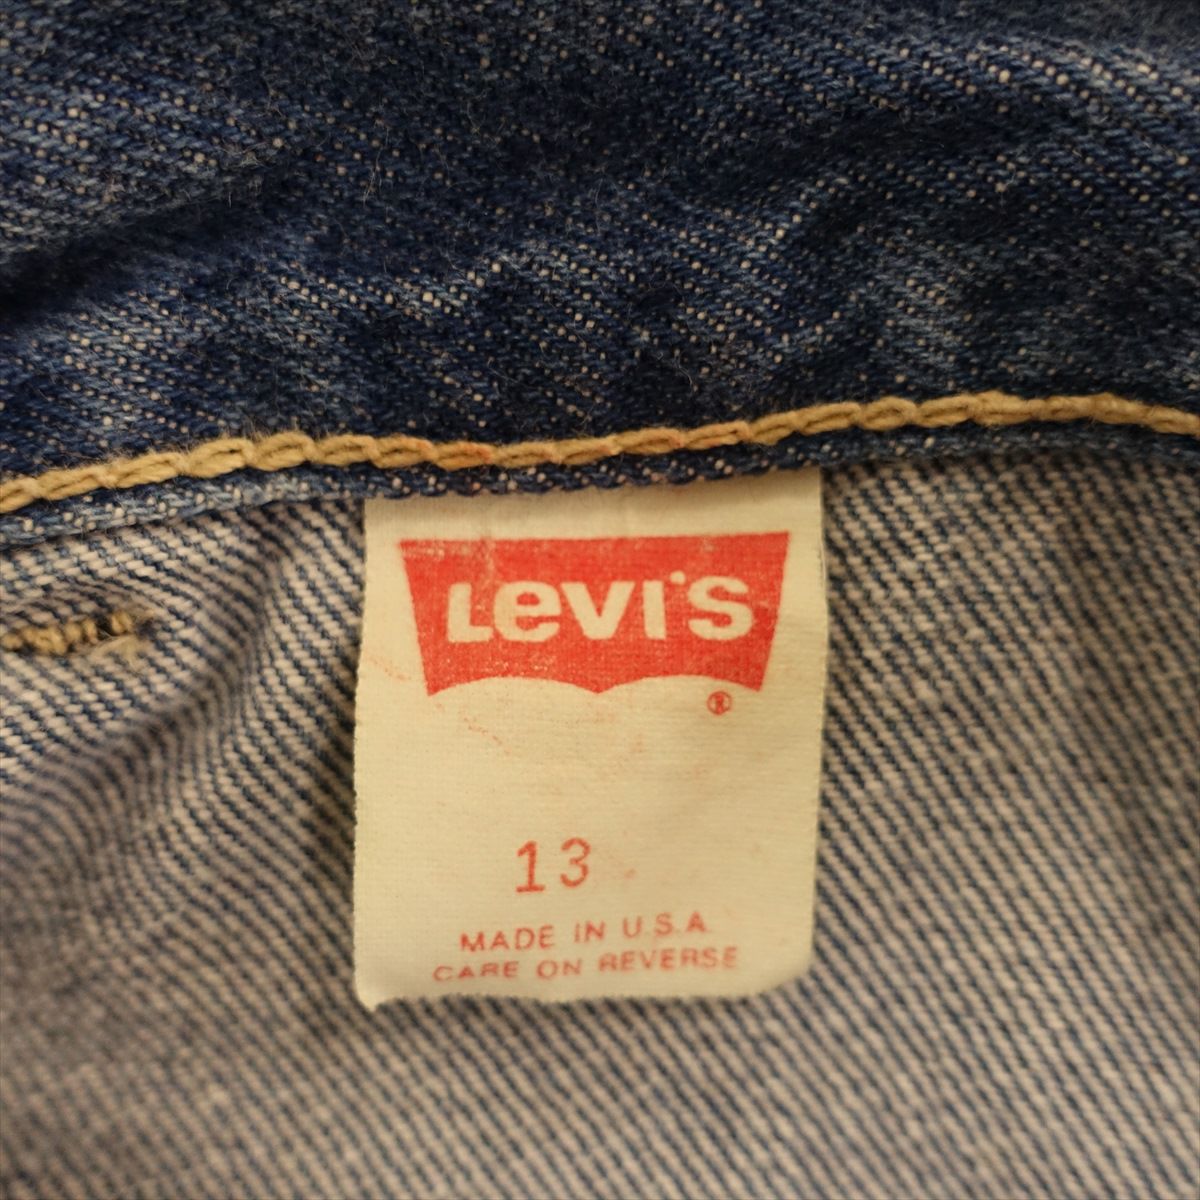 Levi's
®
13
MADE IN U.S.A.
CARE ON REVERSE